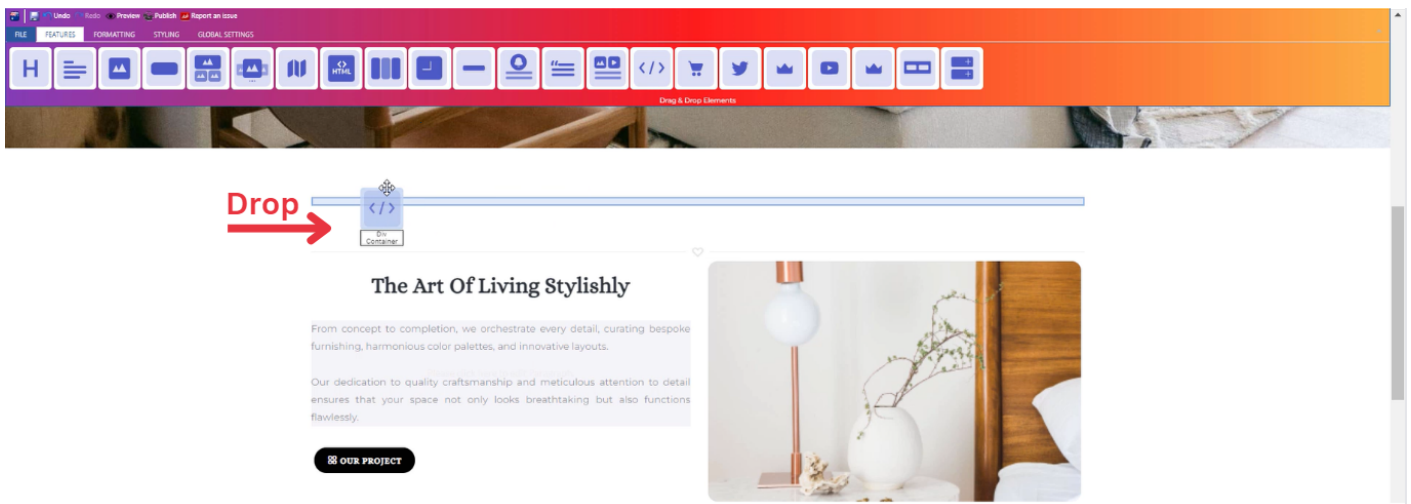 Undo Redo Preview Publish Report an issue
FILE FEATURES FORMATTING STYLING GLOBAL SETTINGS
H HTML </>
Drag & Drop Elements
Drop
</>
Div
Container
The Art Of Living Stylishly
From concept to completion, we orchestrate every detail, curating bespoke
furnishing, harmonious color palettes, and innovative layouts.
Our dedication to quality craftsmanship and meticulous attention to detail
ensures that your space not only looks breathtaking but also functions
flawlessly.
OUR PROJECT